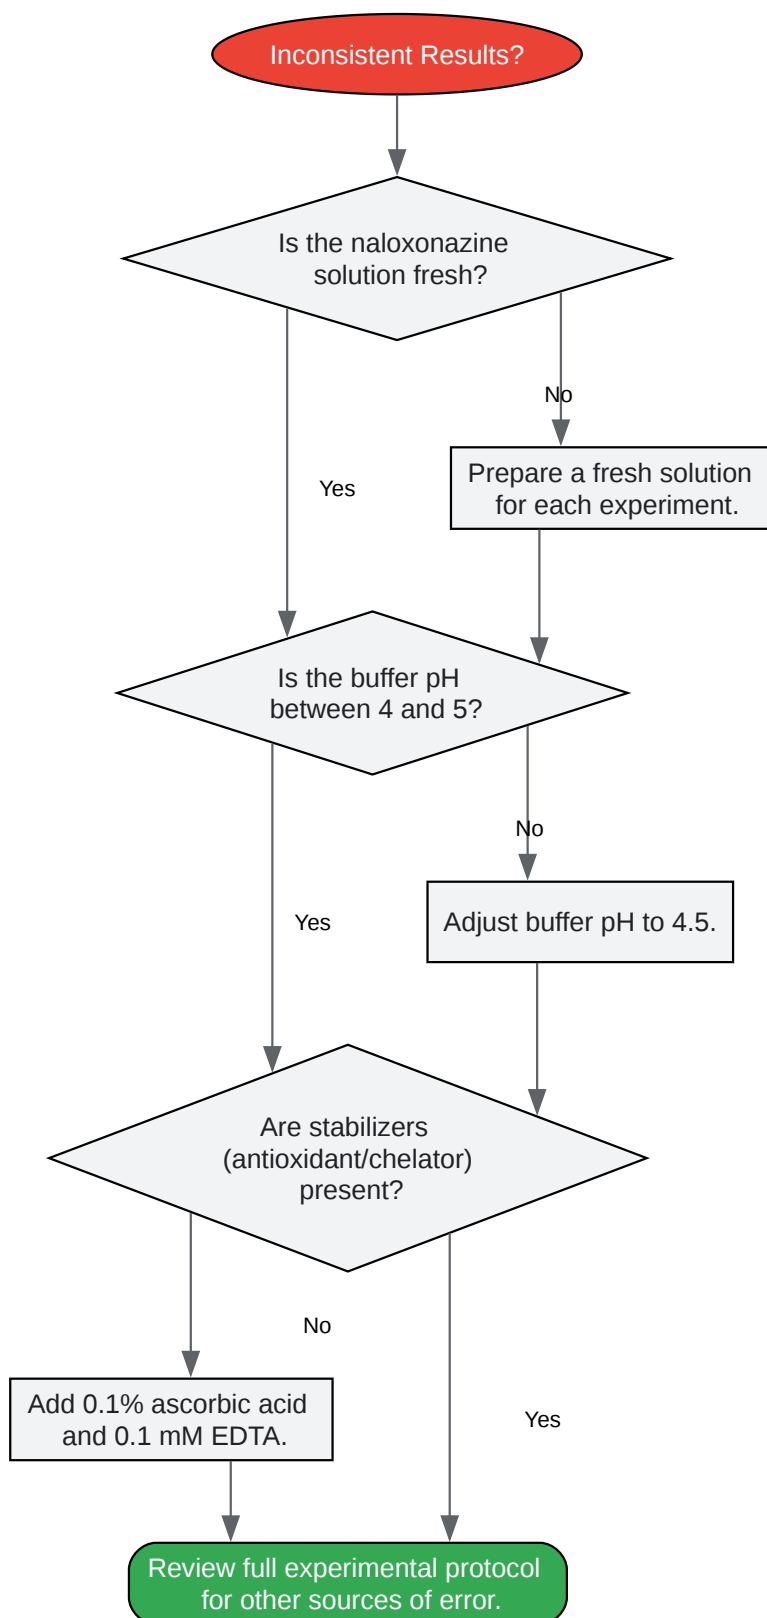 Inconsistent Results?
Is the naloxonazine
solution fresh?
No
Prepare a fresh solution
for each experiment.
Yes
Is the buffer pH
between 4 and 5?
No
Adjust buffer pH to 4.5.
Yes
Are stabilizers
(antioxidant/chelator)
present?
No
Add 0.1% ascorbic acid
and 0.1 mM EDTA.
Yes
Review full experimental protocol
for other sources of error.